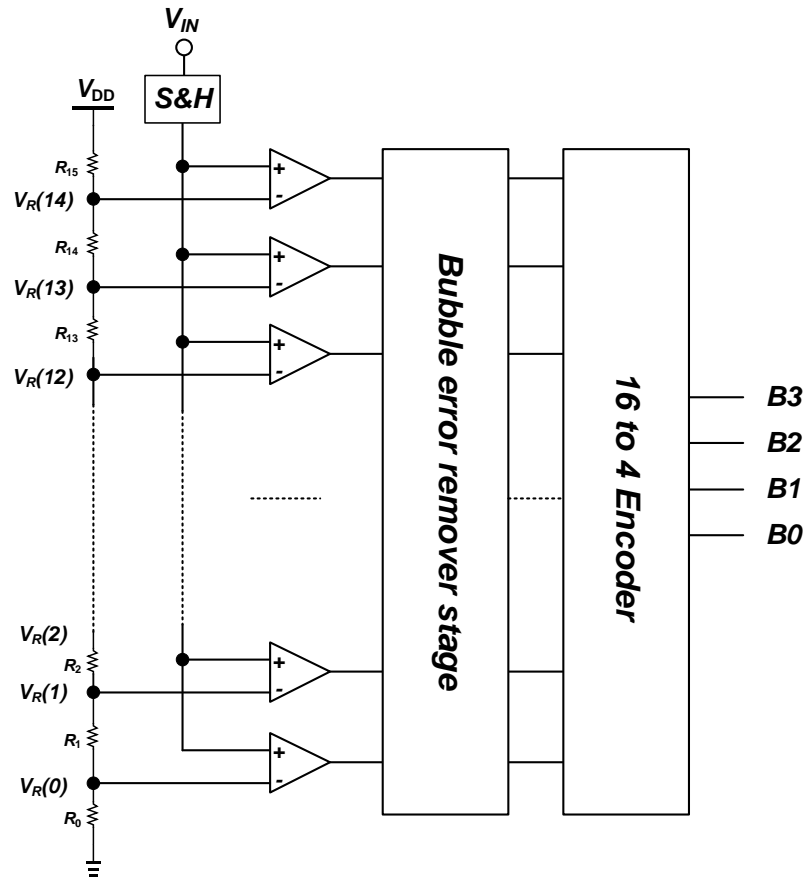 V_IN
V_DD
S&H
R_15
+
-
V_R(14)
R_14
+
-
V_R(13)
R_13
+
-
V_R(12)
Bubble error remover stage
16 to 4 Encoder
B3
B2
B1
B0
V_R(2)
R_2
+
-
V_R(1)
R_1
+
-
V_R(0)
R_0